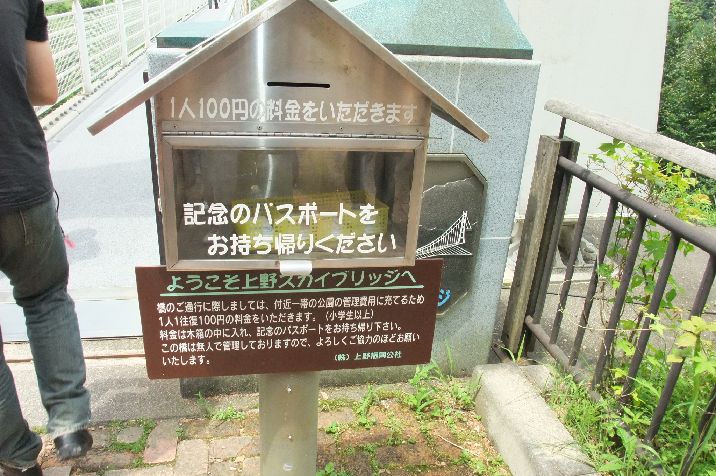 1人100円の料金をいただきます
記念のパスポートを
お持ち帰りください
ようこそ上野スカイブリッジへ
橋のご通行に際しましては、付近一帯の公園の管理費用に充てるため
1人1往復100円の料金をいただきます。(小学生以上)
料金は木箱の中に入れ、記念のパスポートをお持ち帰り下さい。
この橋は無人で管理しておりますので、よろしくご協力のほどお願い
いたします。
(株)上野振興公社
ジ